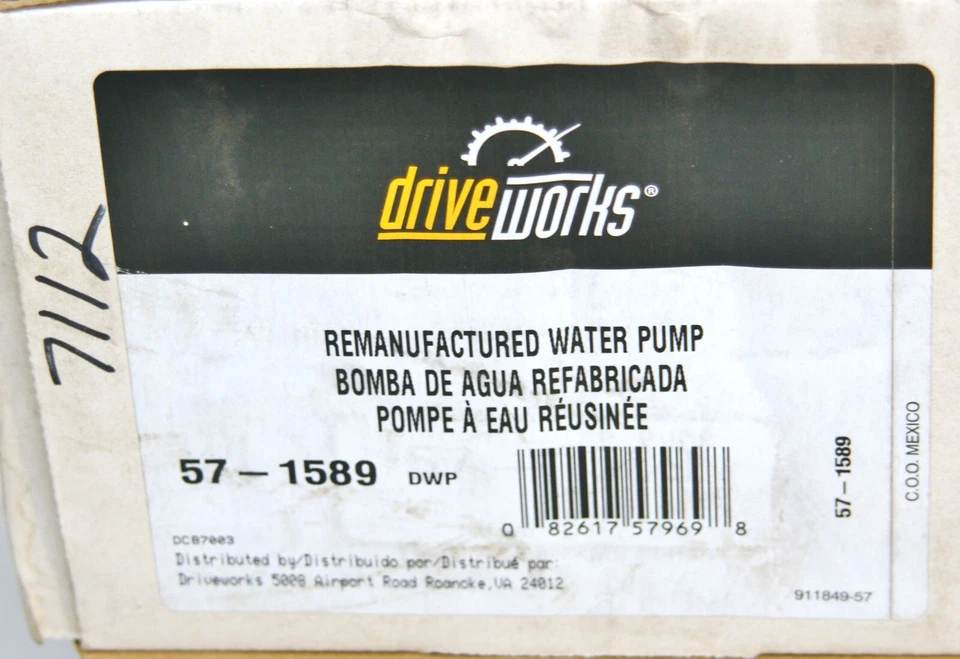 driveworks®
7112
REMANUFACTURED WATER PUMP
BOMBA DE AGUA REFABRICADA
POMPE À EAU RÉUSINÉE
57-1589 DWP
0 82617 57969 8
57-1589
C.O.O. MEXICO
DCB7003
Distributed by/Distribuido por/Distribué par:
Driveworks 5008 Airport Road Roanoke,VA 24012
911849-57